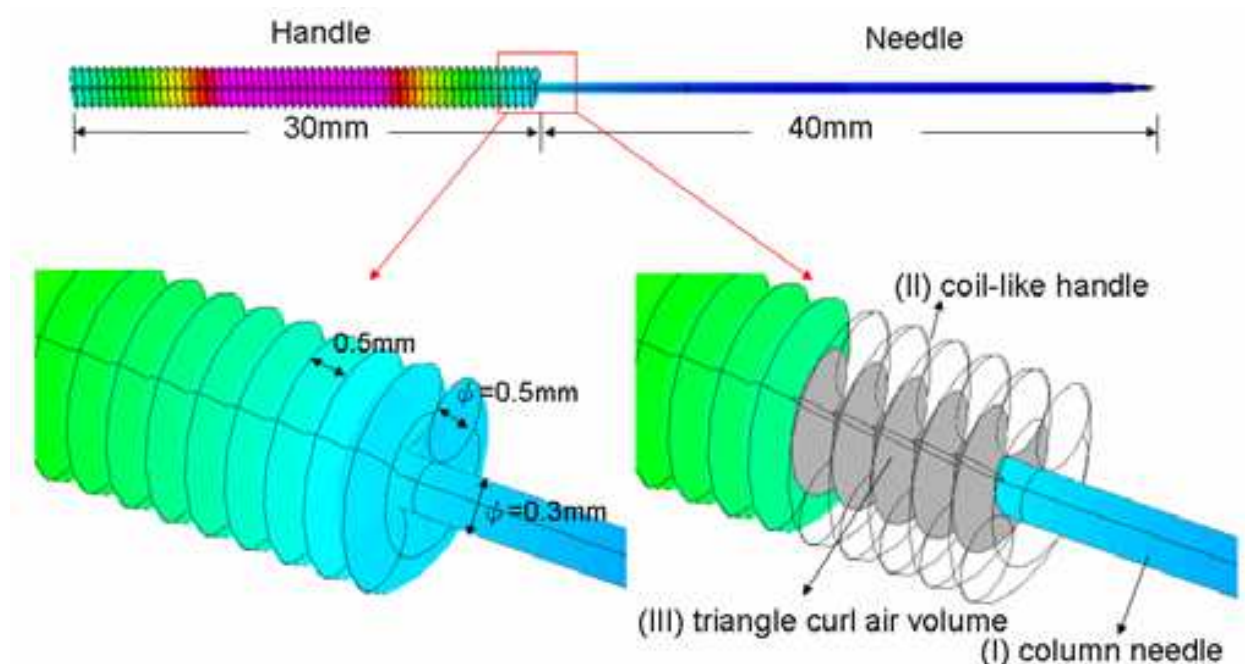 Handle
Needle
30mm
40mm
(II) coil-like handle
0.5mm
ϕ=0.5mm
ϕ=0.3mm
(III) triangle curl air volume
(I) column needle